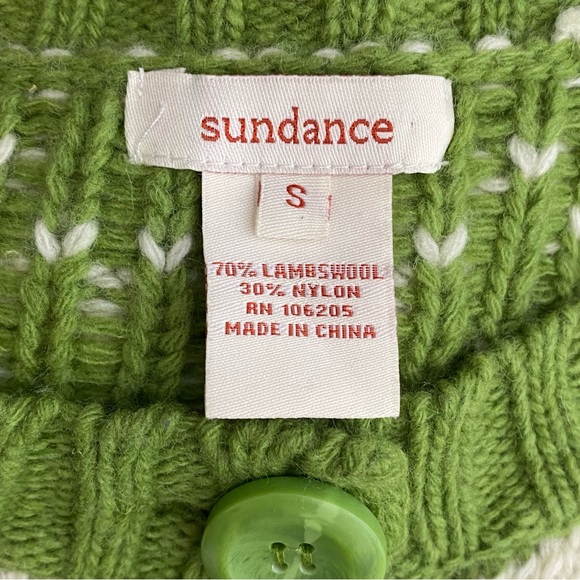 sundance
S
70% LAMBSWOOL
30% NYLON
RN 106205
MADE IN CHINA